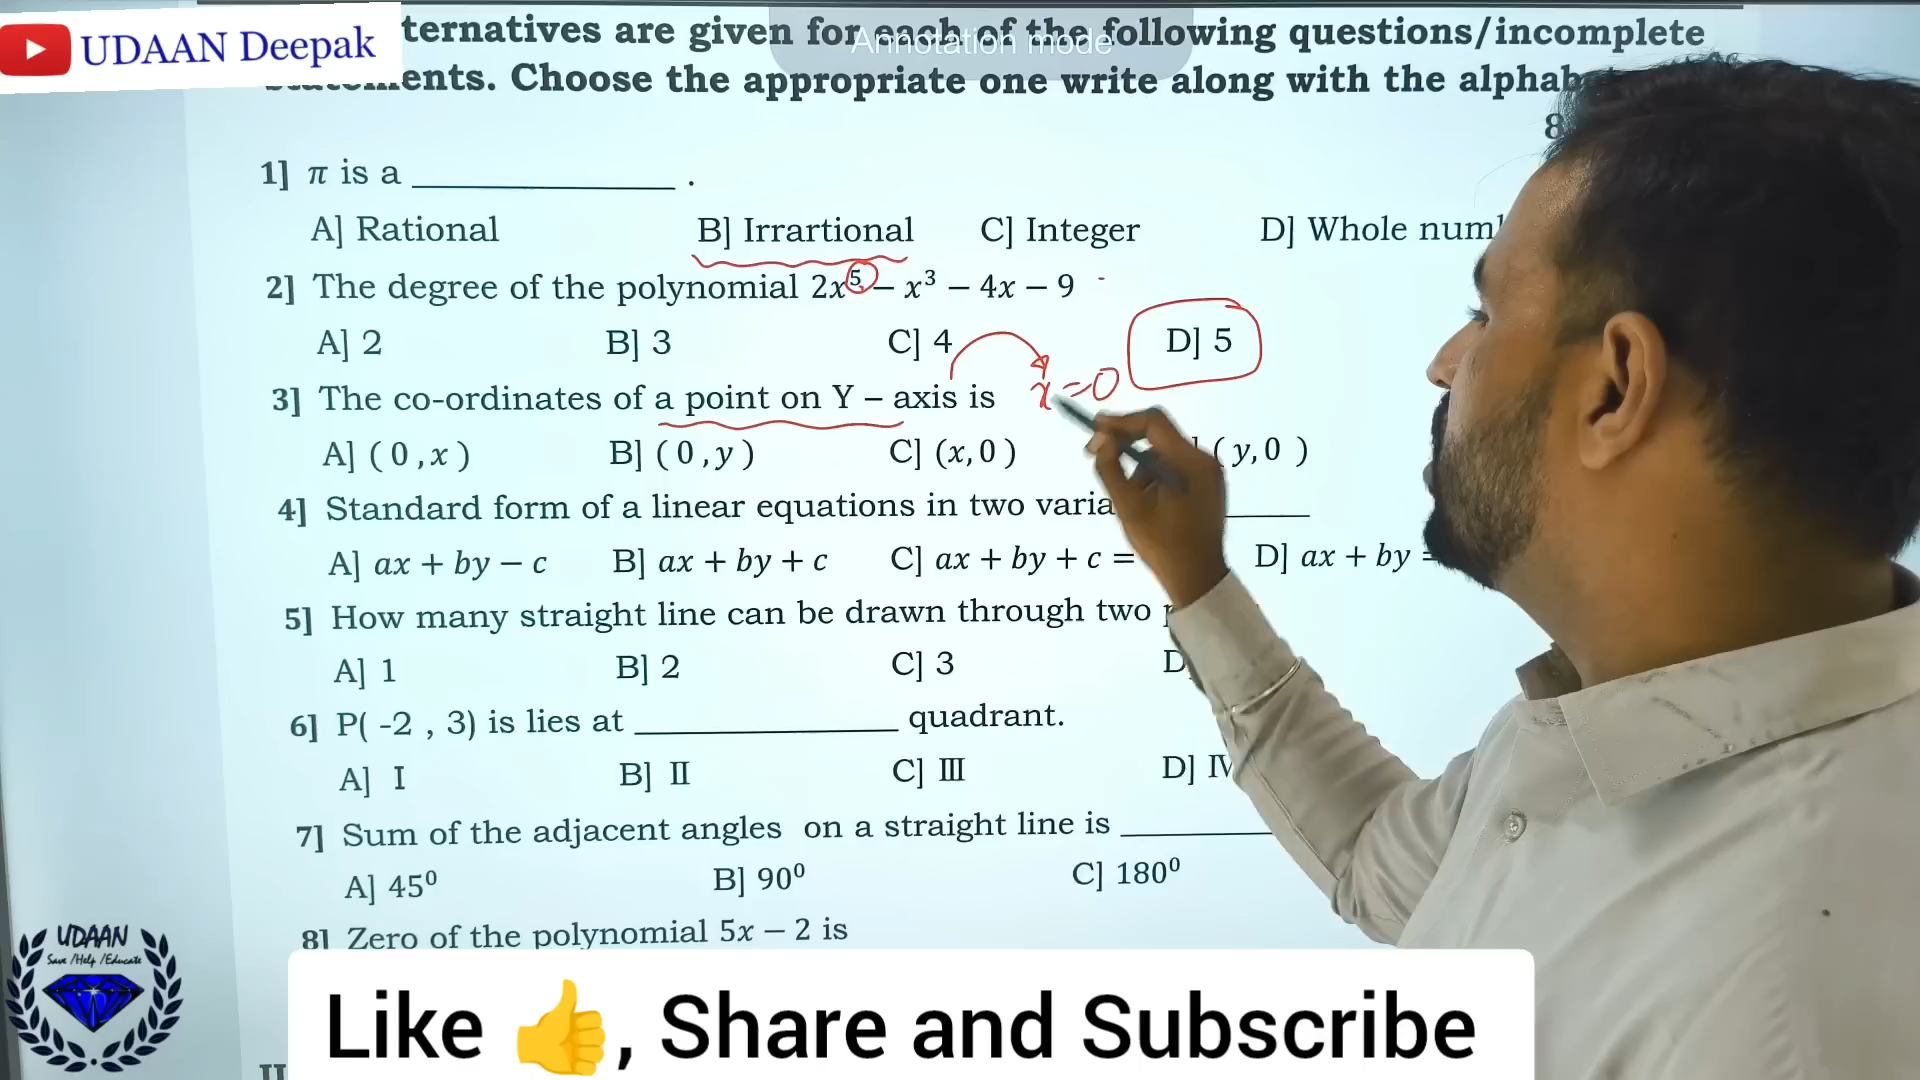 UDAAN Deepak
ternatives are given for each of the following questions/incomplete
Annotation mode
ents. Choose the appropriate one write along with the
8
1] π is a ____________ .
A] Rational B] Irrartional C] Integer D] Whole
2] The degree of the polynomial 2x⁵ – x³ – 4x – 9
A] 2 B] 3 C] 4 D] 5
3] The co-ordinates of a point on Y – axis is x=0
A] ( 0 , x ) B] ( 0 , y ) C] (x, 0 ) ( y, 0 )
4] Standard form of a linear equations in two
A] ax + by − c B] ax + by + c C] ax + by + c = D] ax + by =
5] How many straight line can be drawn through two
A] 1 B] 2 C] 3 D
6] P( -2 , 3) is lies at ____________ quadrant.
A] I B] II C] III D] IV
7] Sum of the adjacent angles on a straight line is ________
A] 45⁰ B] 90⁰ C] 180⁰
8] Zero of the polynomial 5x – 2 is
UDAAN
Save /Help /Educate
Like 👍, Share and Subscribe
II